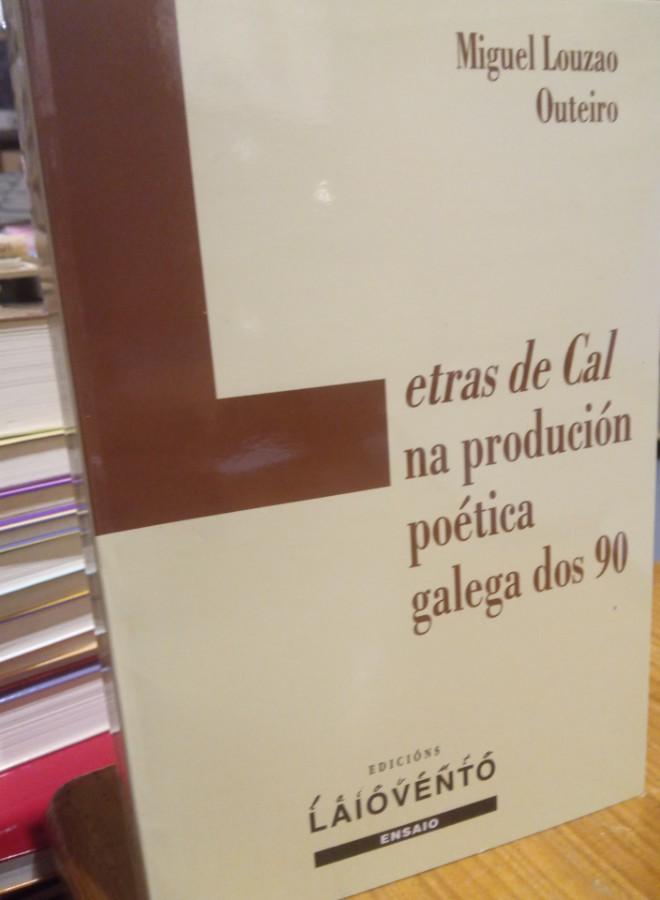 Miguel Louzao
Outeiro
Letras de Cal
na produción
poética
galega dos 90
EDICIÓNS
LAIOVENTO
ENSAIO